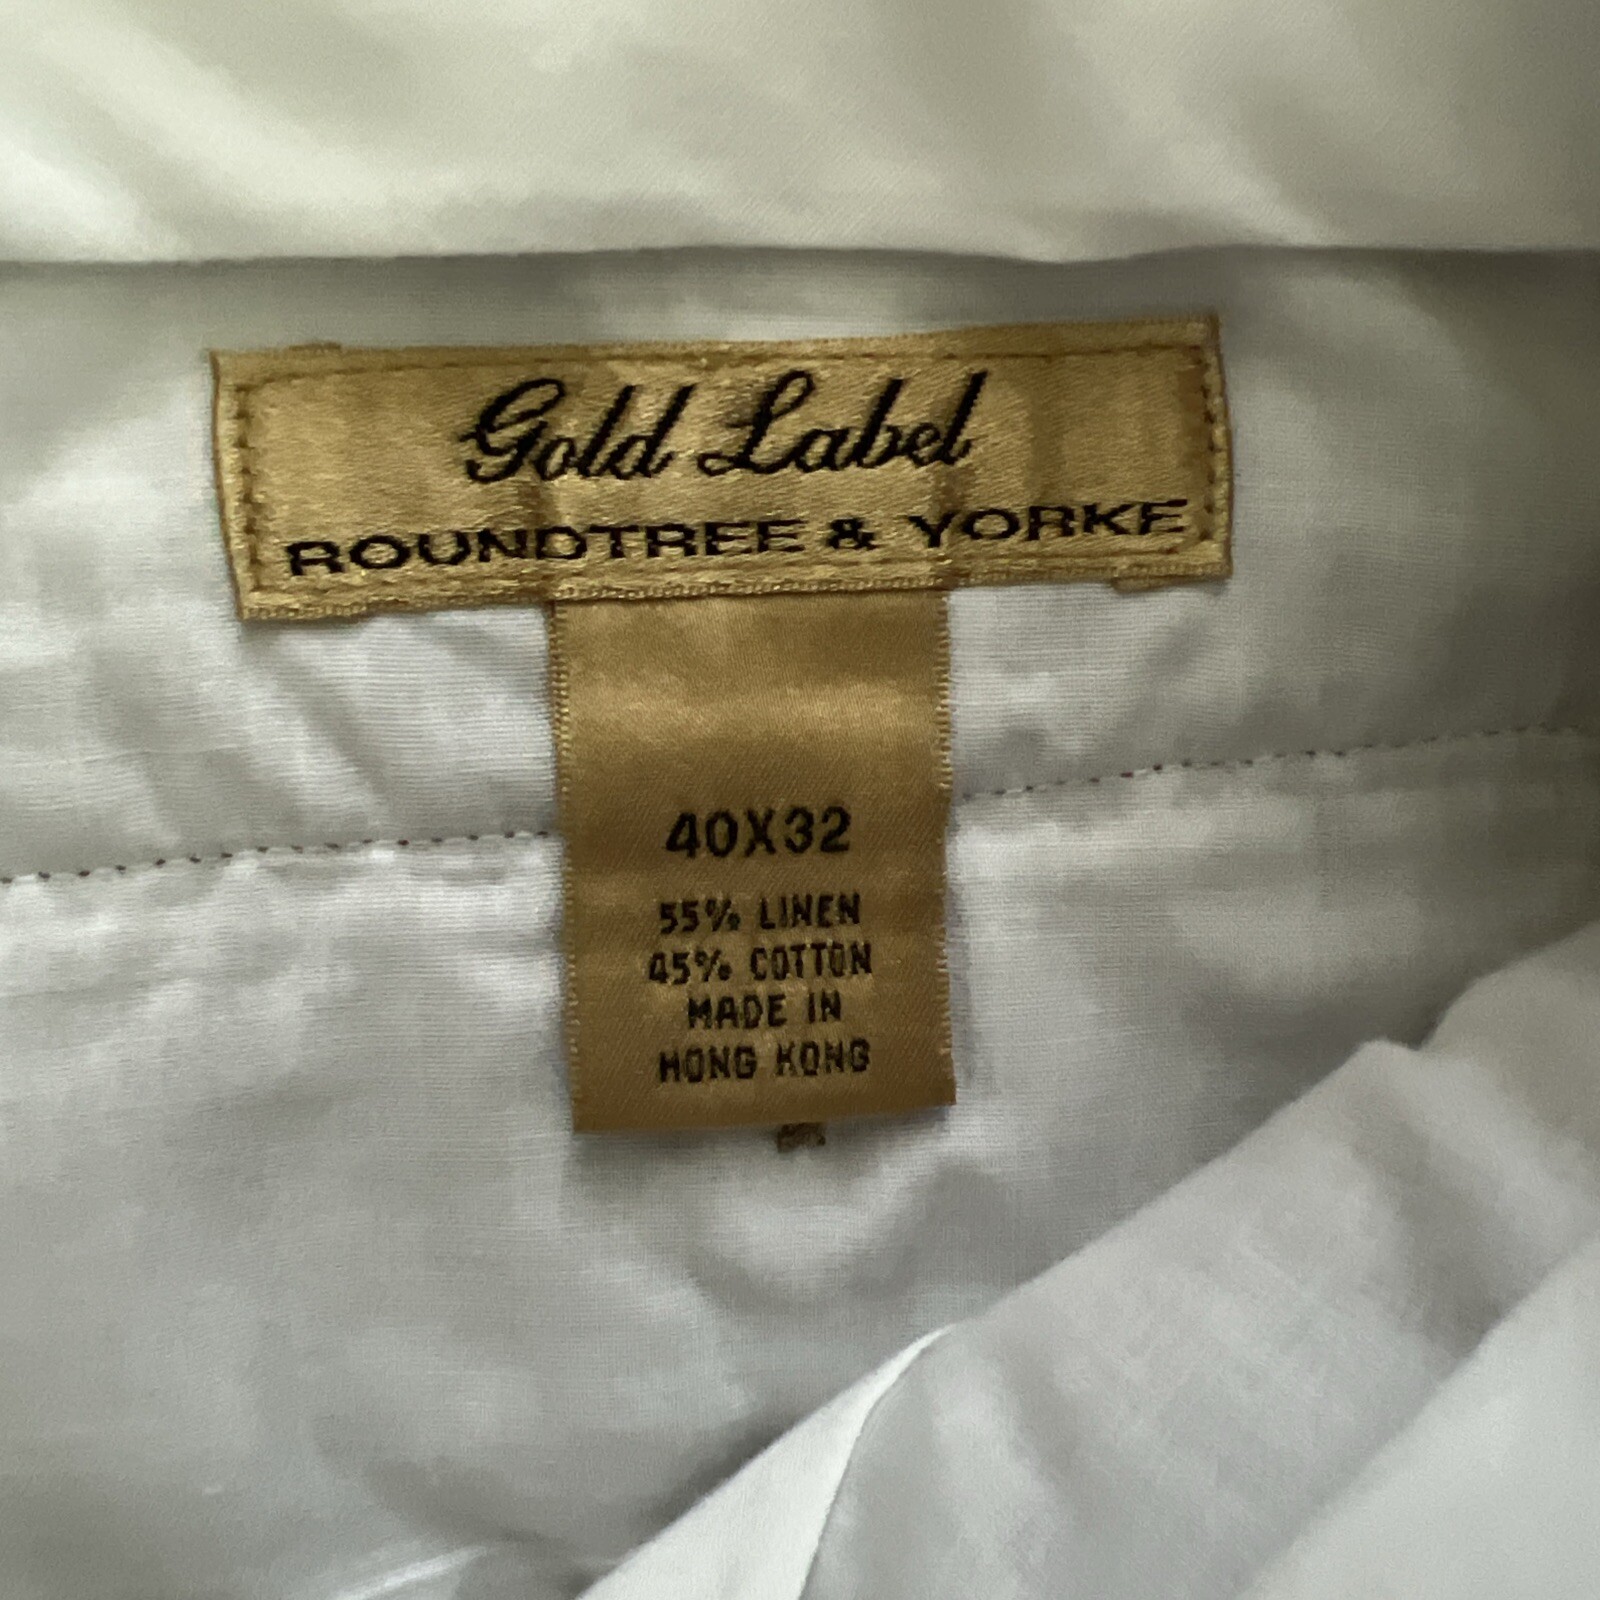 Gold Label
ROUNDTREE & YORKE
40X32
55% LINEN
45% COTTON
MADE IN
HONG KONG